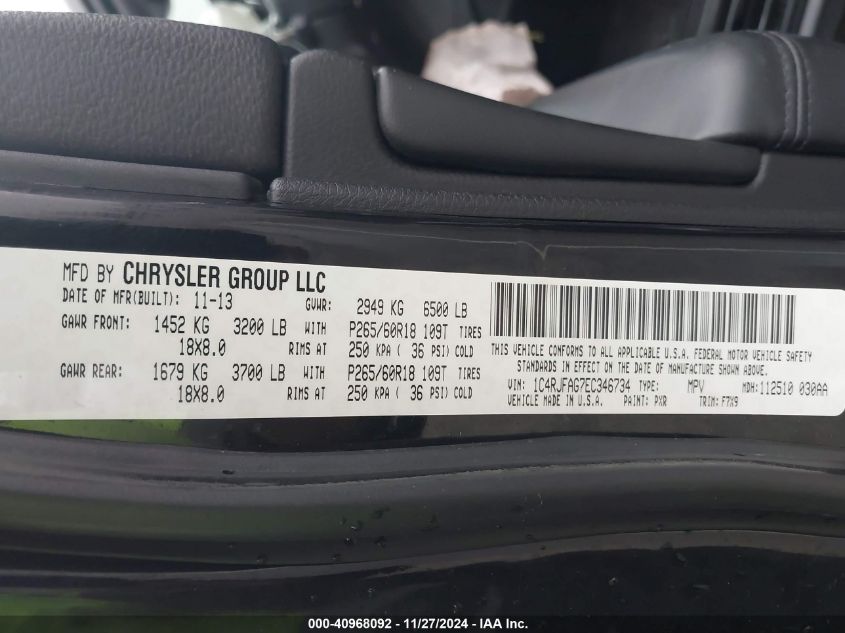 MFD BY CHRYSLER GROUP LLC
DATE OF MFR(BUILT): 11-13 GVWR: 2949 KG 6500 LB
GAWR FRONT: 1452 KG 3200 LB WITH P265/60R18 109T TIRES
18X8.0 RIMS AT 250 KPA ( 36 PSI) COLD
GAWR REAR: 1679 KG 3700 LB WITH P265/60R18 109T TIRES
18X8.0 RIMS AT 250 KPA ( 36 PSI) COLD
THIS VEHICLE CONFORMS TO ALL APPLICABLE U.S.A. FEDERAL MOTOR VEHICLE SAFETY
STANDARDS IN EFFECT ON THE DATE OF MANUFACTURE SHOWN ABOVE.
VIN: 1C4RJFAG7EC346734 TYPE: MPV MDH: 112510 030AA
VEHICLE MADE IN U.S.A. PAINT: PXR TRIM: F7X9
000-40968092 - 11/27/2024 - IAA Inc.